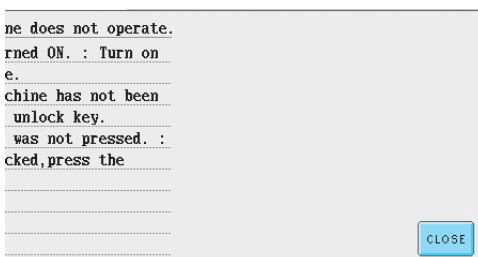 ne does not operate.
rned ON. : Turn on
e.
chine has not been
unlock key.
was not pressed. :
cked,press the
CLOSE